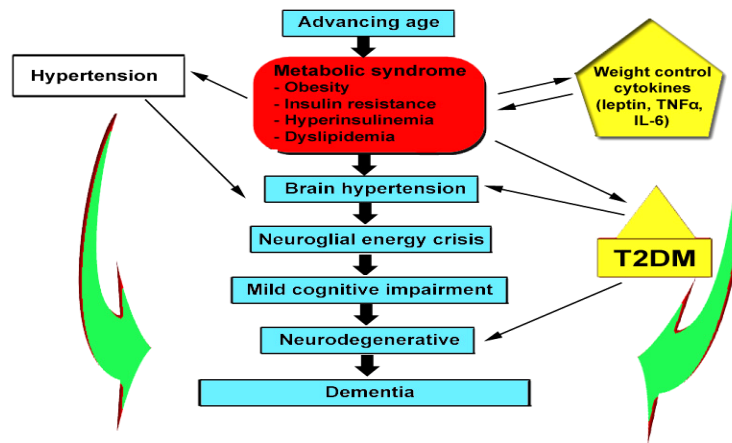 Advancing age
Hypertension
Metabolic syndrome
- Obesity
- Insulin resistance
- Hyperinsulinemia
- Dyslipidemia
Weight control
cytokines
(leptin, TNFα,
IL-6)
Brain hypertension
Neuroglial energy crisis
T2DM
Mild cognitive impairment
Neurodegenerative
Dementia